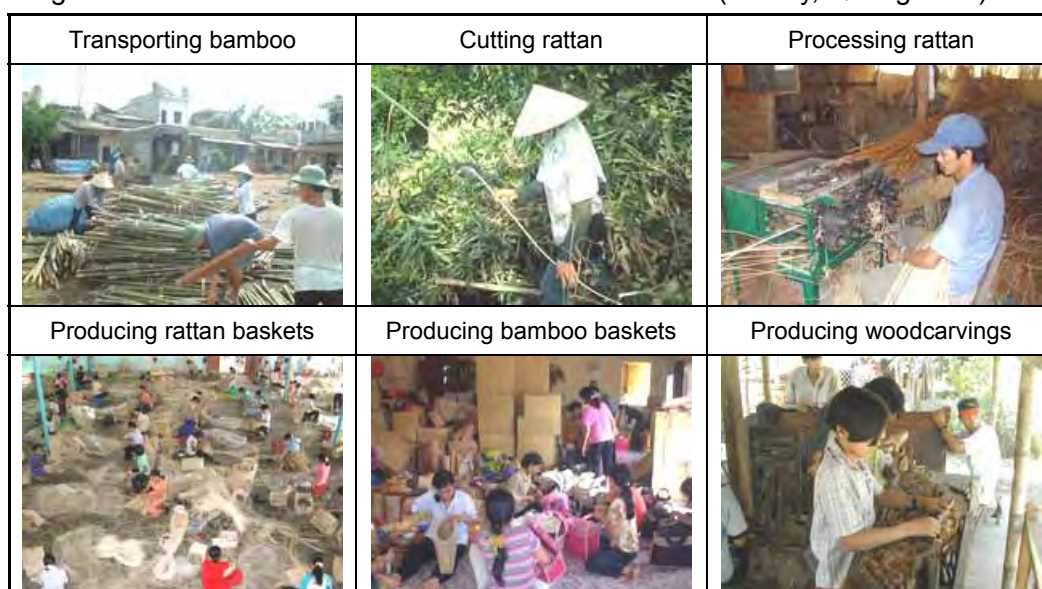 Transporting bamboo
Cutting rattan
Processing rattan
Producing rattan baskets
Producing bamboo baskets
Producing woodcarvings